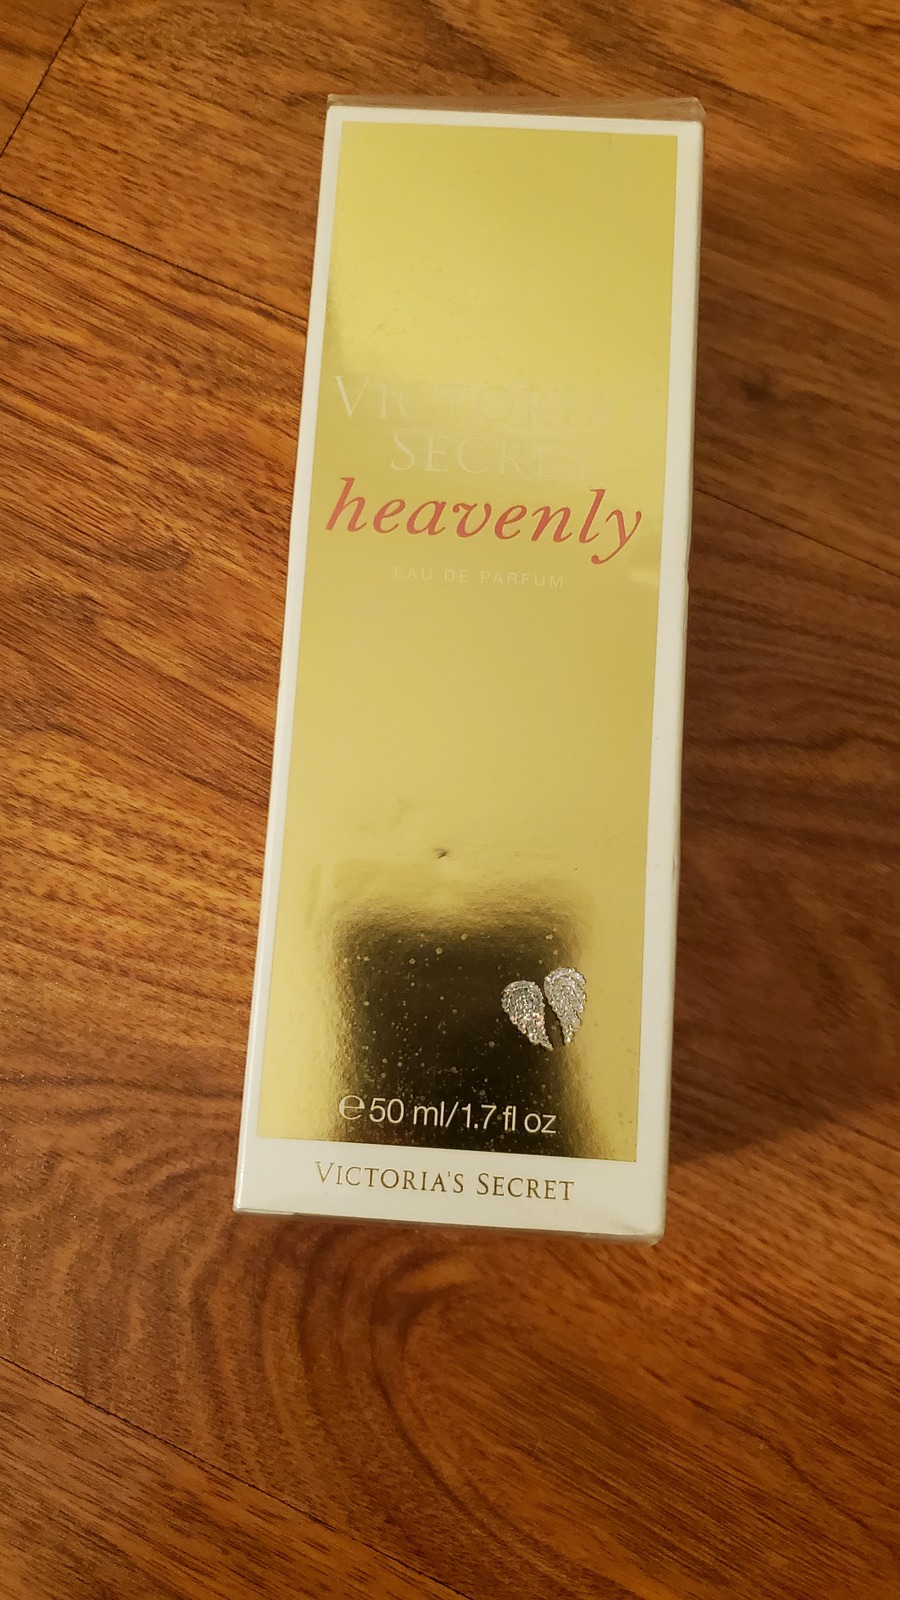 VICTORIA'S
SECRET
heavenly
EAU DE PARFUM
℮50 ml/1.7 fl oz
VICTORIA'S SECRET